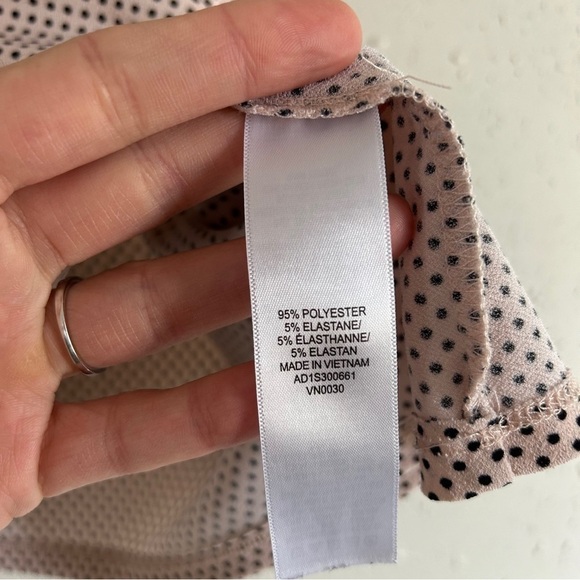 95% POLYESTER
5% ELASTANE/
5% ÉLASTHANNE/
5% ELASTAN
MADE IN VIETNAM
AD1S300661
VN0030